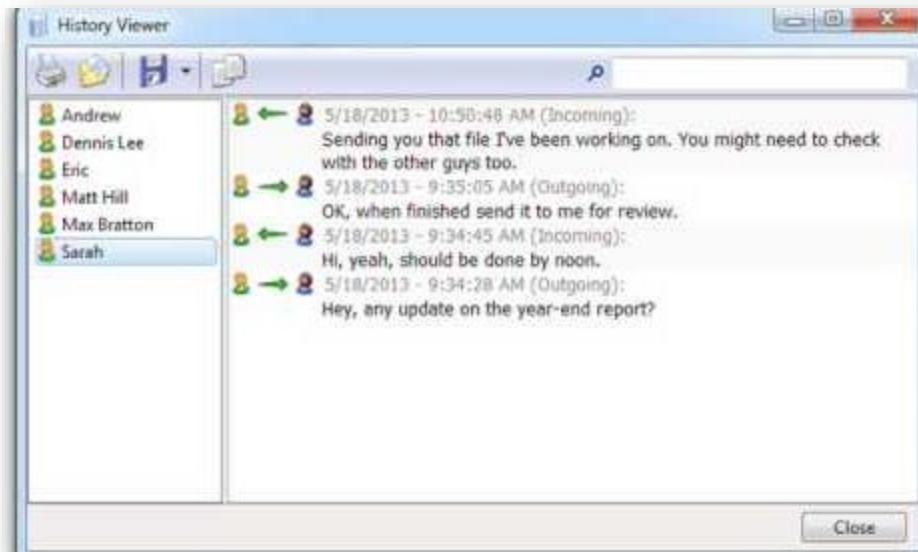 History Viewer
Andrew
Dennis Lee
Eric
Matt Hill
Max Bratton
Sarah
5/18/2013 - 10:50:48 AM (Incoming):
Sending you that file I've been working on. You might need to check
with the other guys too.
5/18/2013 - 9:35:05 AM (Outgoing):
OK, when finished send it to me for review.
5/18/2013 - 9:34:45 AM (Incoming):
Hi, yeah, should be done by noon.
5/18/2013 - 9:34:28 AM (Outgoing):
Hey, any update on the year-end report?
Close